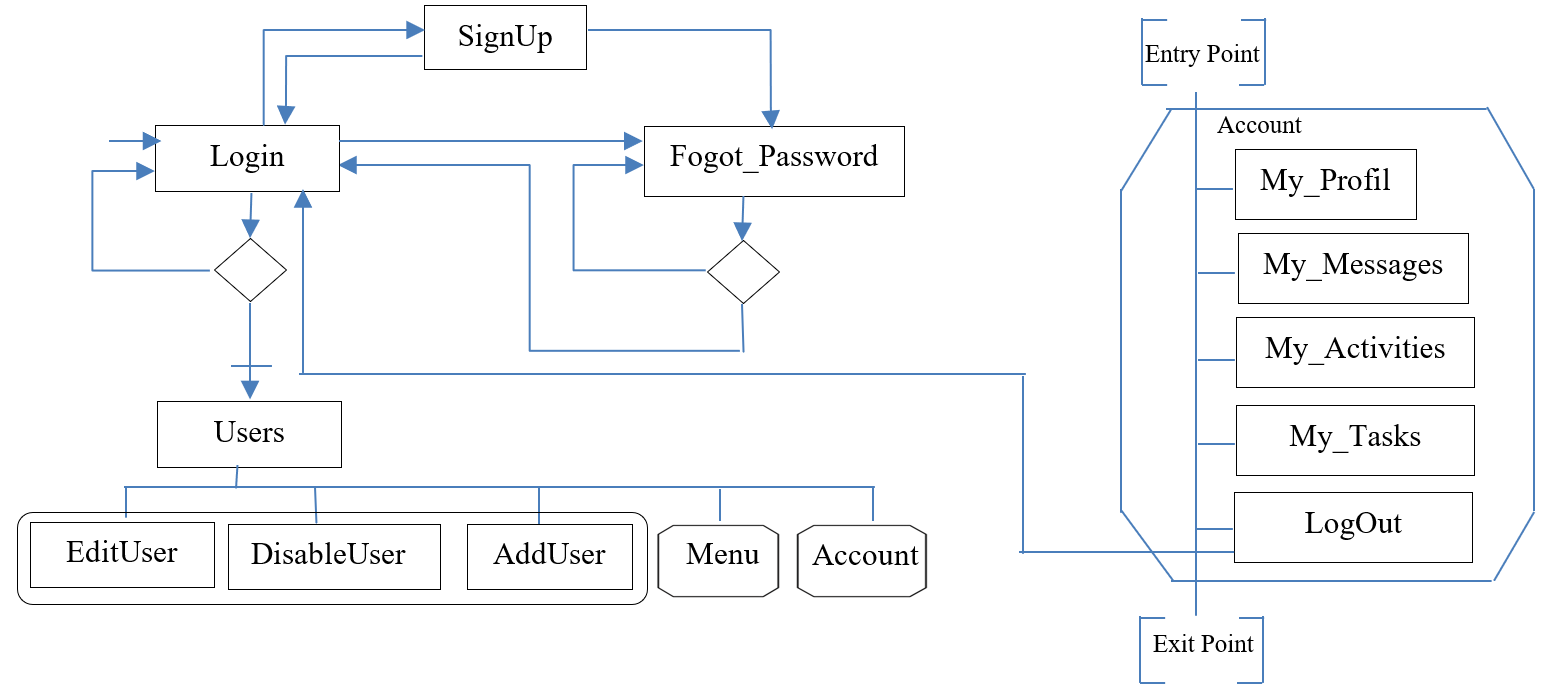 SignUp
Entry Point
Account
Login
Fogot_Password
My_Profil
My_Messages
My_Activities
My_Tasks
Users
LogOut
EditUser
DisableUser
AddUser
Menu
Account
Exit Point